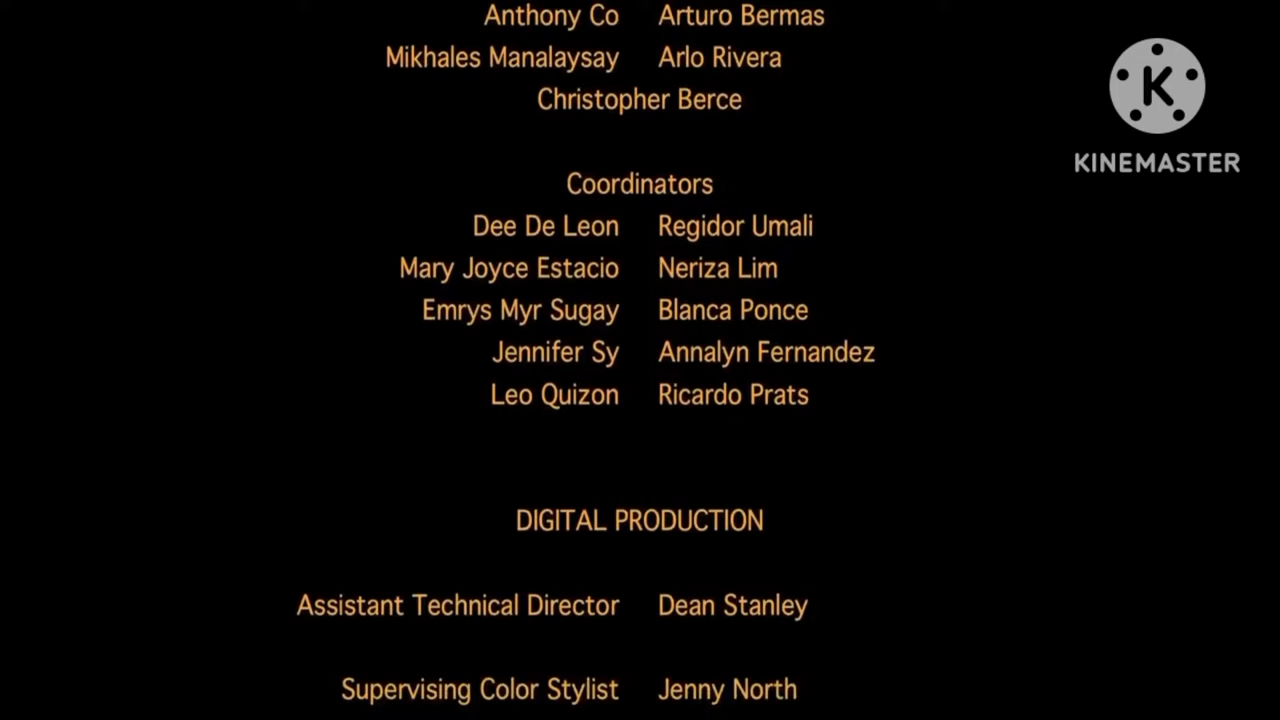 Anthony Co Arturo Bermas
Mikhales Manalaysay Arlo Rivera
Christopher Berce
K
KINEMASTER
Coordinators
Dee De Leon Regidor Umali
Mary Joyce Estacio Neriza Lim
Emrys Myr Sugay Blanca Ponce
Jennifer Sy Annalyn Fernandez
Leo Quizon Ricardo Prats
DIGITAL PRODUCTION
Assistant Technical Director Dean Stanley
Supervising Color Stylist Jenny North